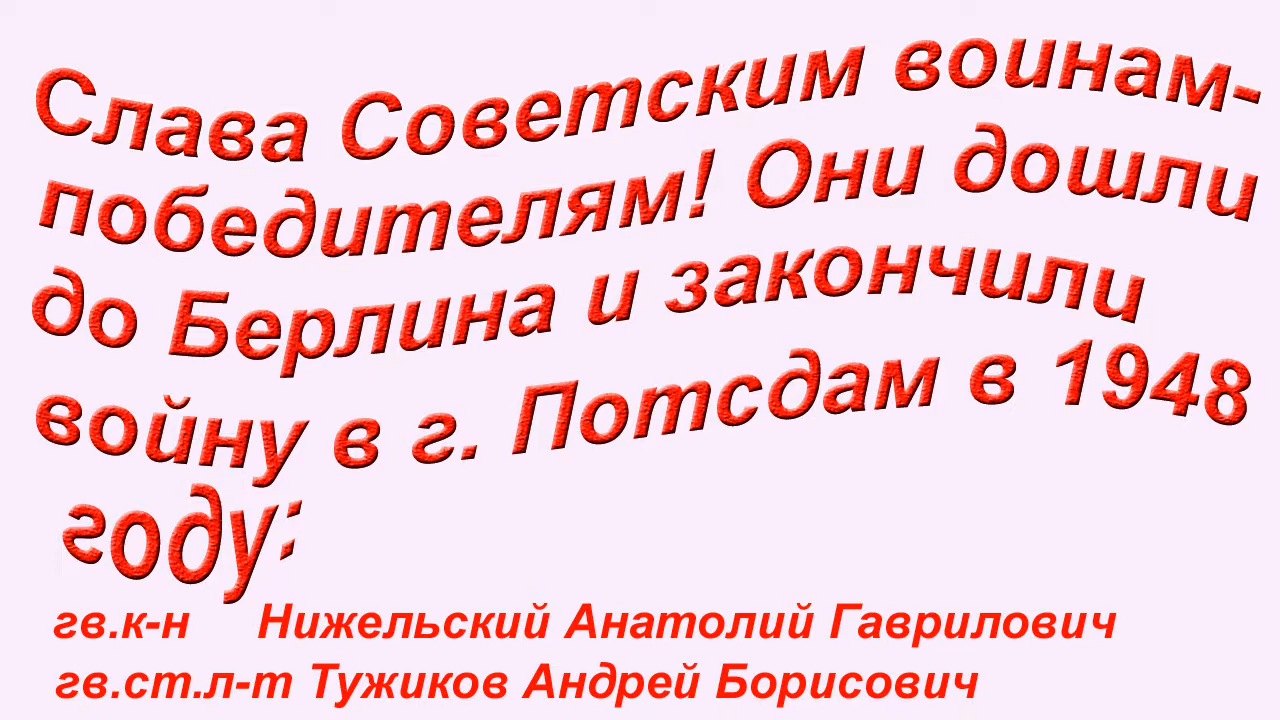 Слава Советским воинам-
победителям! Они дошли
до Берлина и закончили
войну в г. Потсдам в 1948
году:
гв.к-н Нижельский Анатолий Гаврилович
гв.ст.л-т Тужиков Андрей Борисович